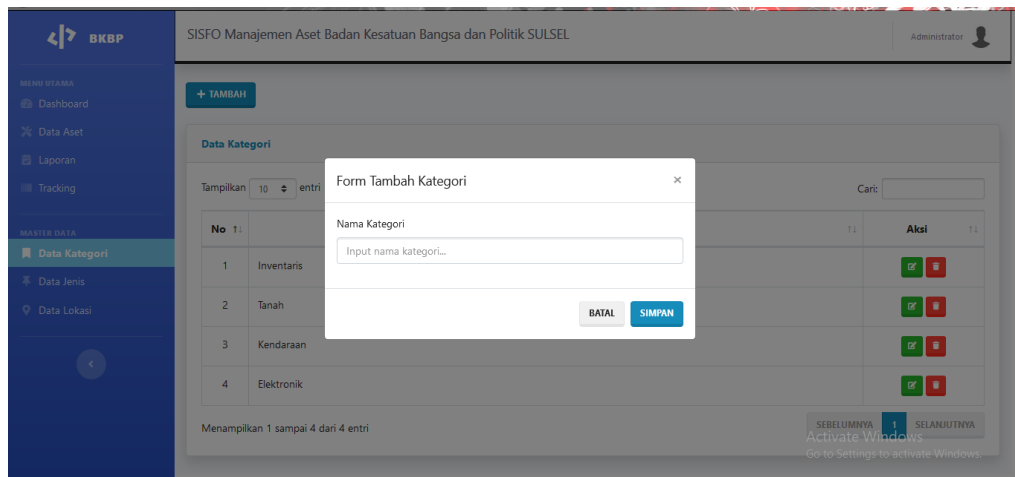 BKBP
SISFO Manajemen Aset Badan Kesatuan Bangsa dan Politik SULSEL
Administrator
MENU UTAMA
Dashboard
Data Aset
Laporan
Tracking
MASTER DATA
Data Kategori
Data Jenis
Data Lokasi
+ TAMBAH
Data Kategori
Tampilkan 10 entri
Cari:
No
Aksi
1 Inventaris
2 Tanah
3 Kendaraan
4 Elektronik
Menampilkan 1 sampai 4 dari 4 entri
SEBELUMNYA 1 SELANJUTNYA
Form Tambah Kategori ×
Nama Kategori
Input nama kategori...
BATAL SIMPAN
Activate Windows
Go to Settings to activate Windows.